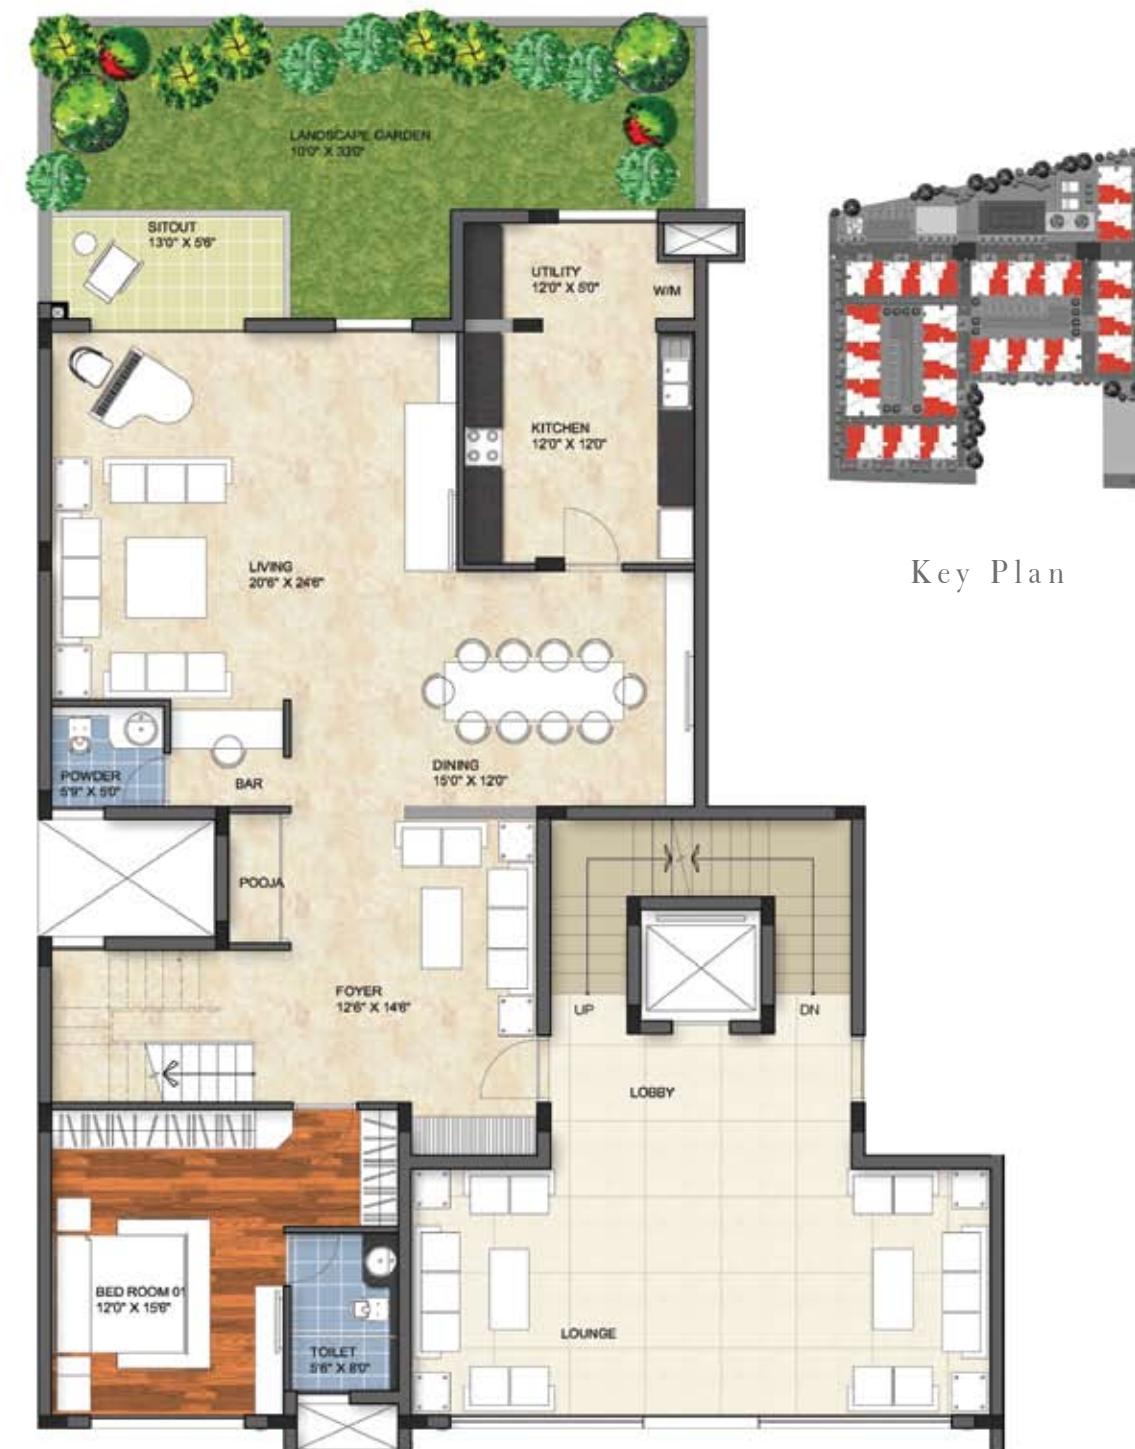 LANDSCAPE GARDEN
10'0" X 33'0"
SITOUT
13'0" X 5'6"
UTILITY
12'0" X 5'0"
W/M
KITCHEN
12'0" X 12'0"
Key Plan
LIVING
20'6" X 24'6"
DINING
15'0" X 12'0"
POWDER
5'9" X 5'0"
BAR
POOJA
FOYER
12'6" X 14'6"
UP
DN
LOBBY
BED ROOM 01
12'0" X 15'6"
LOUNGE
TOILET
5'6" X 8'0"